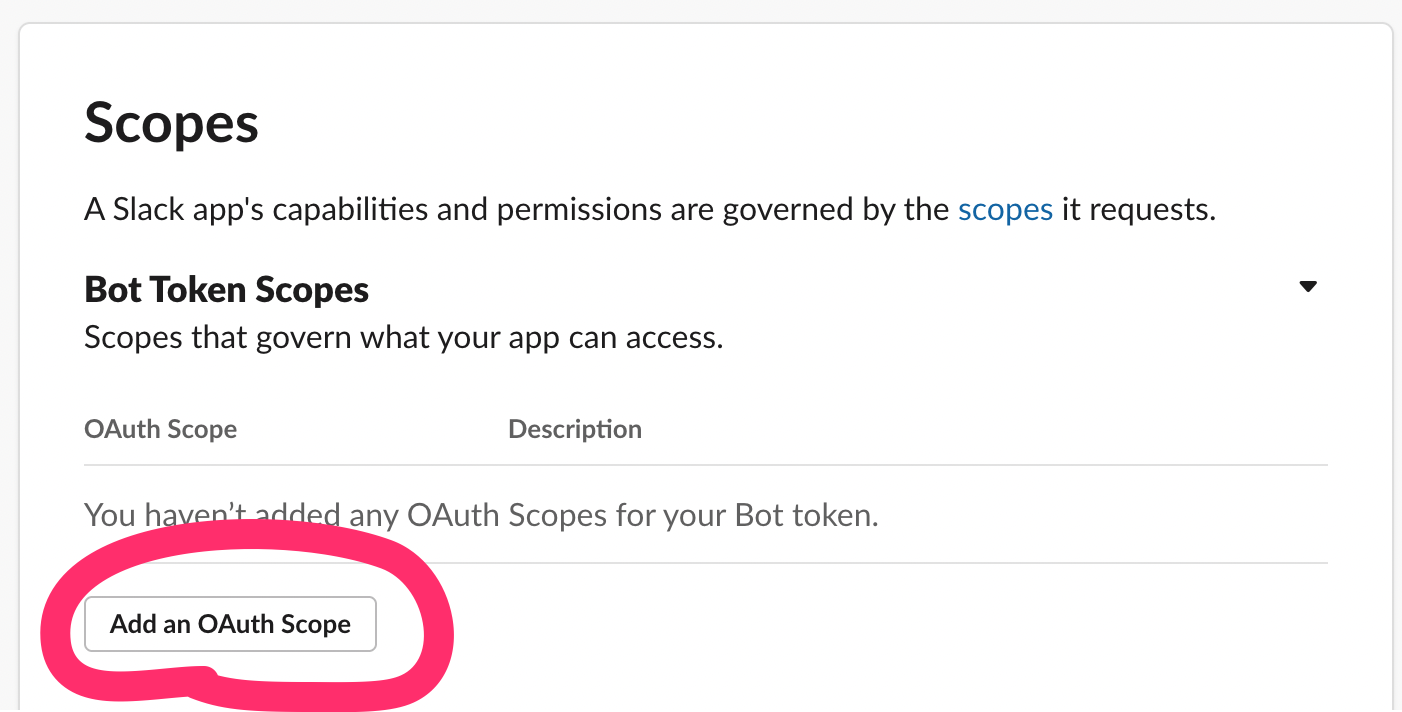 Scopes
A Slack app's capabilities and permissions are governed by the scopes it requests.
Bot Token Scopes
Scopes that govern what your app can access.
OAuth Scope Description
You haven’t added any OAuth Scopes for your Bot token.
Add an OAuth Scope